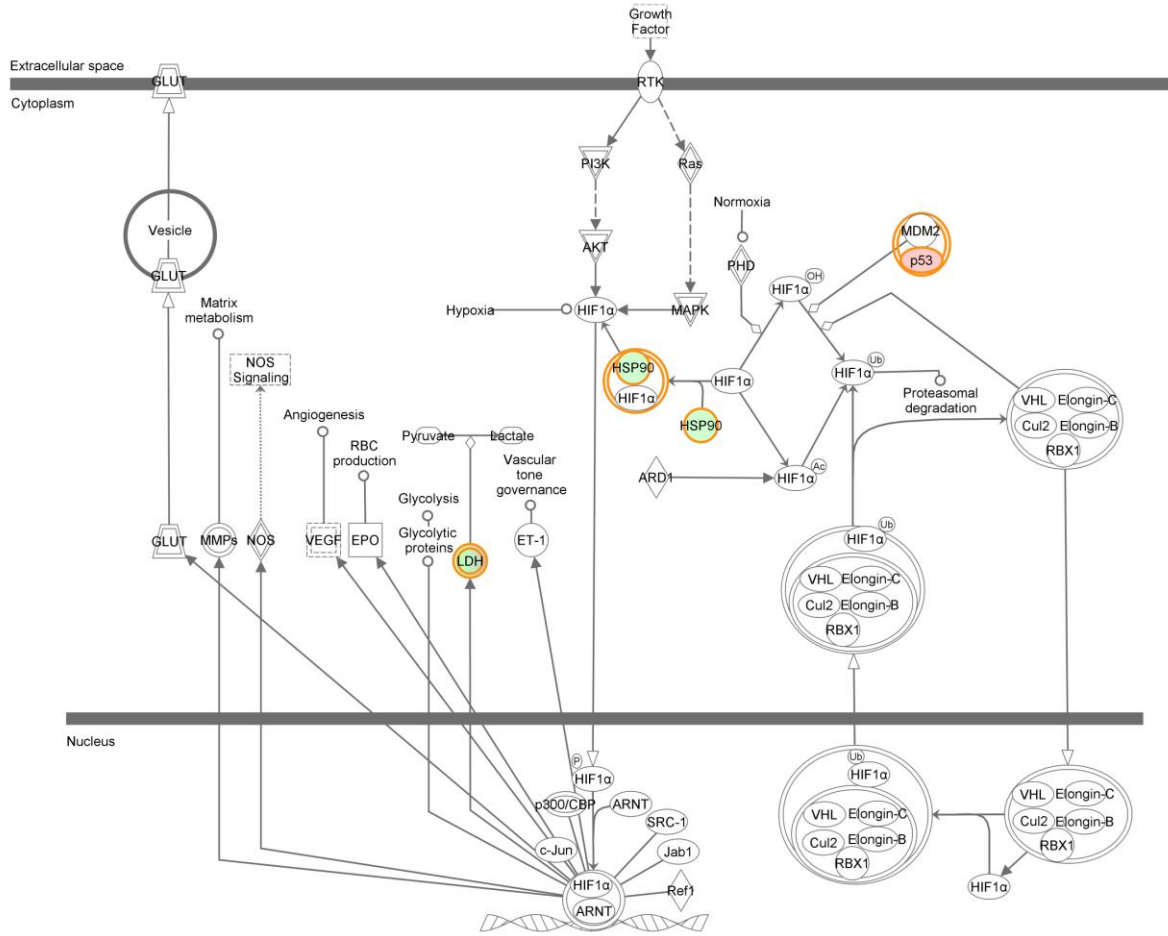 Growth
Factor
Extracellular space
GLUT
RTK
Cytoplasm
PI3K
Ras
Normoxia
Vesicle
MDM2
AKT
PHD
p53
GLUT
OH
HIF1α
Matrix
metabolism
Hypoxia
HIF1α
MAPK
NOS
Signaling
HSP90
HIF1α
HIF1α
Ub
HIF1α
Proteasomal
degradation
VHL
Elongin-C
Cul2
Elongin-B
RBX1
Angiogenesis
HSP90
Pyruvate
Lactate
RBC
production
Vascular
tone
governance
ARD1
Ac
HIF1α
Glycolysis
Glycolytic
proteins
GLUT
MMPs
NOS
VEGF
EPO
LDH
ET-1
Ub
HIF1α
VHL
Elongin-C
Cul2
Elongin-B
RBX1
Nucleus
P
HIF1α
Ub
HIF1α
p300/CBP
ARNT
SRC-1
c-Jun
Jab1
VHL
Elongin-C
Cul2
Elongin-B
RBX1
VHL
Elongin-C
Cul2
Elongin-B
RBX1
HIF1α
HIF1α
ARNT
Ref1